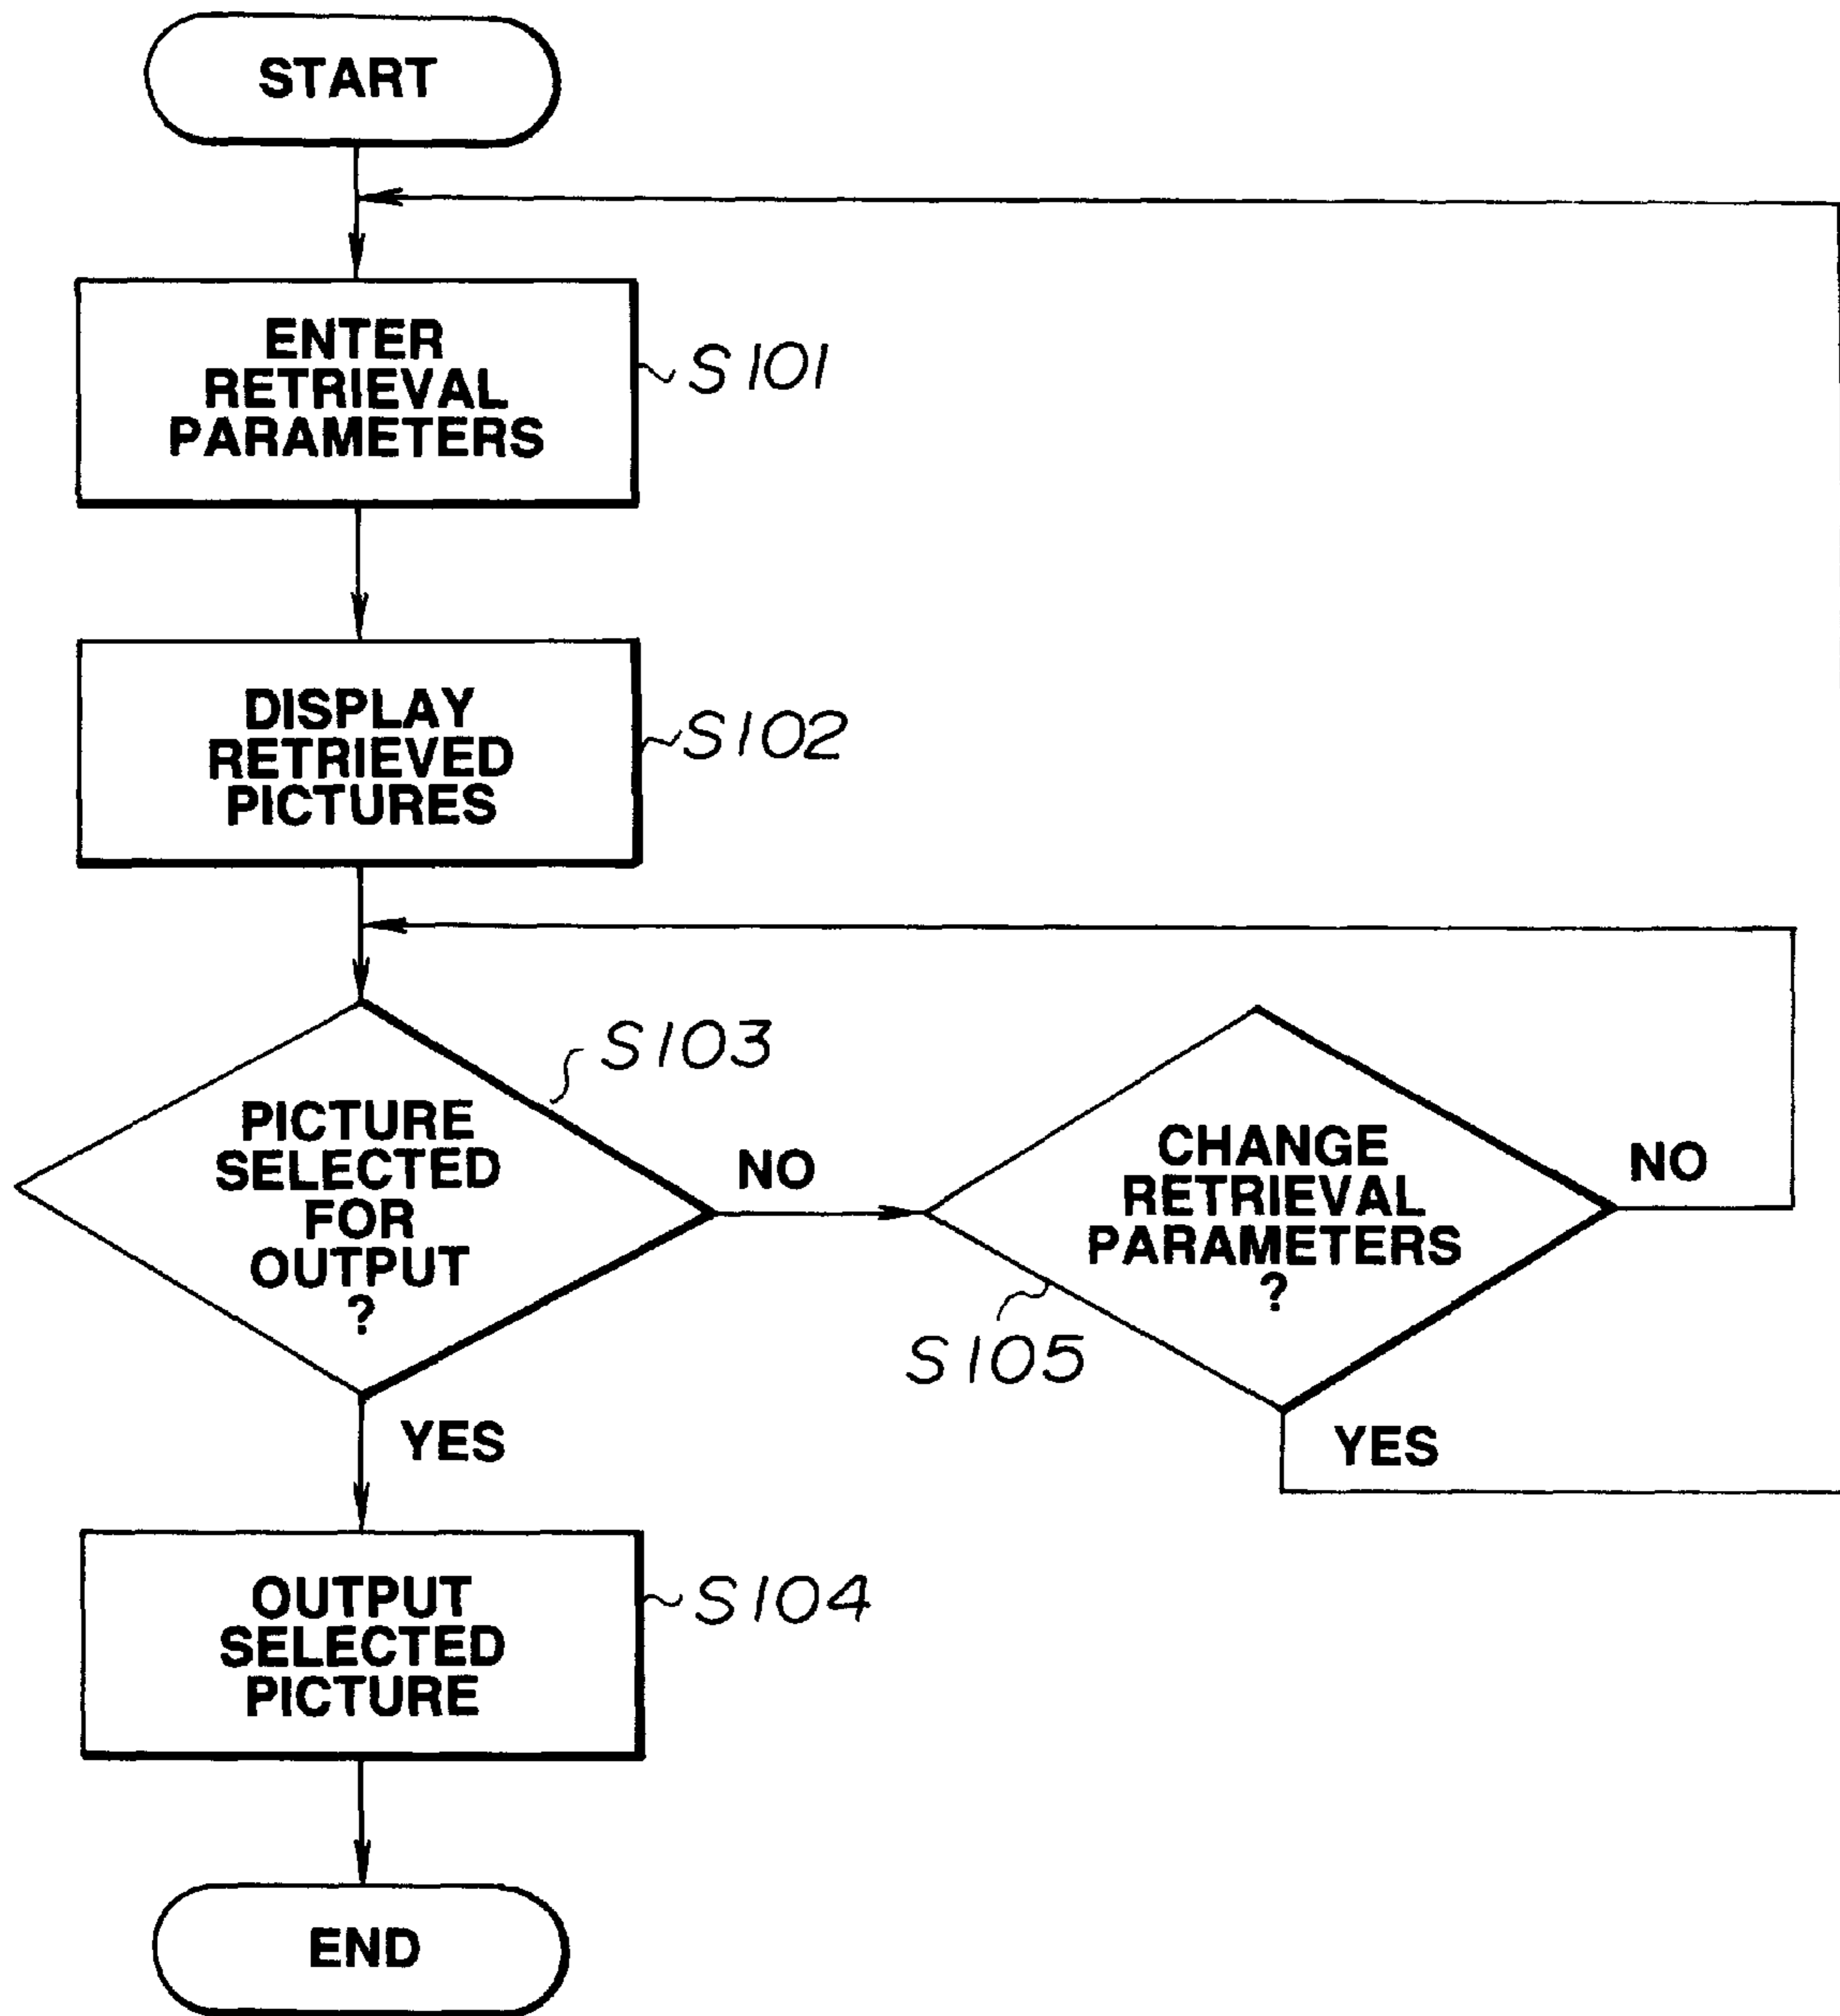 START
ENTER
RETRIEVAL
PARAMETERS
S101
DISPLAY
RETRIEVED
PICTURES
S102
S103
PICTURE
SELECTED
FOR
OUTPUT
?
NO
CHANGE
RETRIEVAL
PARAMETERS
?
NO
S105
YES
YES
OUTPUT
SELECTED
PICTURE
S104
END